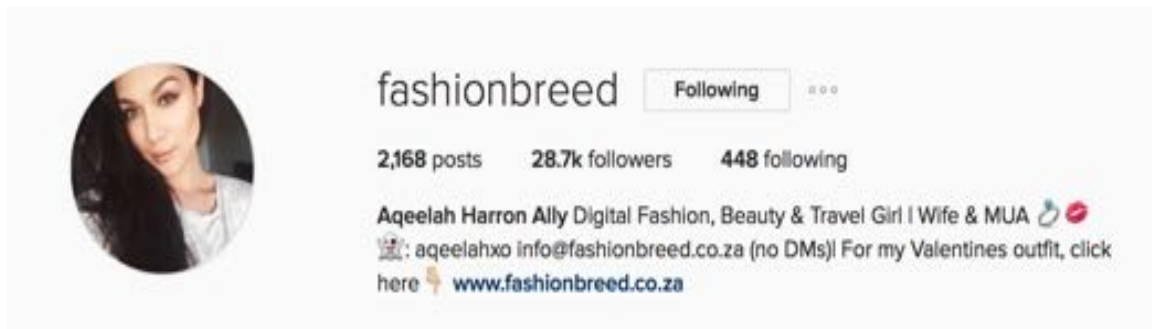 fashionbreed Following
2,168 posts 28.7k followers 448 following
Aqeelah Harron Ally Digital Fashion, Beauty & Travel Girl | Wife & MUA 💍💋
👻: aqeelahxo info@fashionbreed.co.za (no DMs)| For my Valentines outfit, click
here 👇🏼 www.fashionbreed.co.za